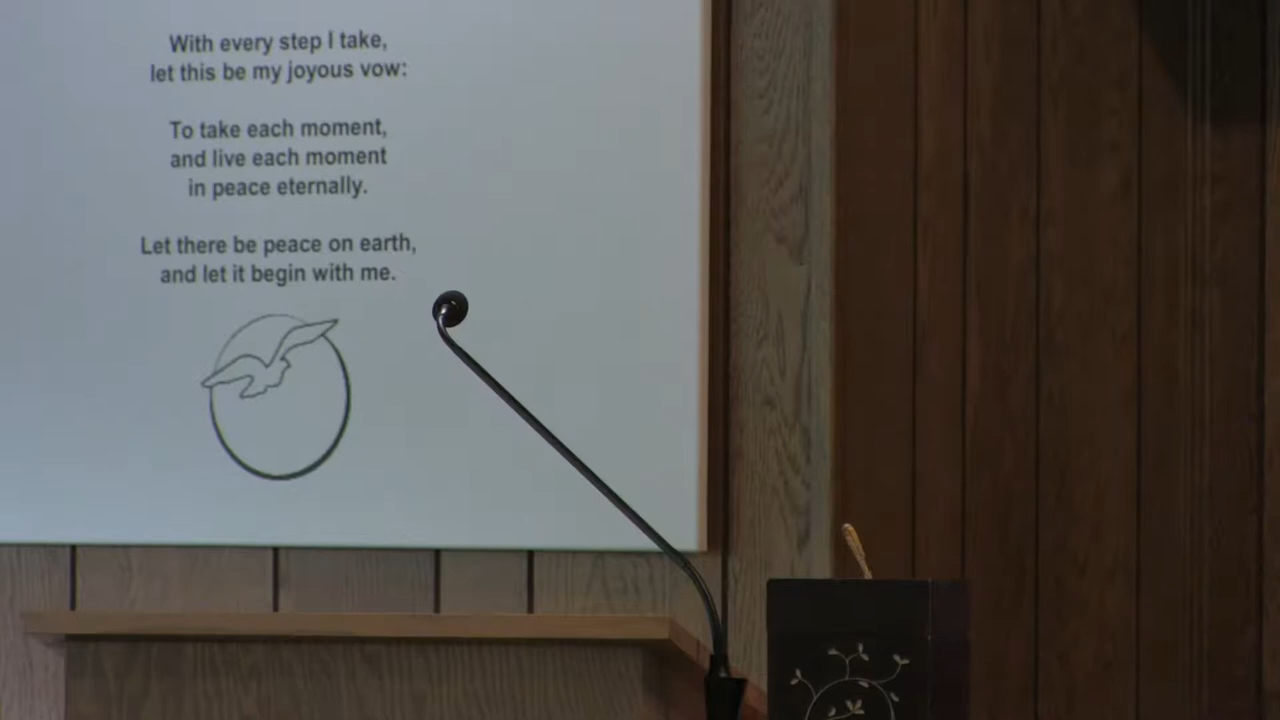 With every step I take,
let this be my joyous vow:
To take each moment,
and live each moment
in peace eternally.
Let there be peace on earth,
and let it begin with me.